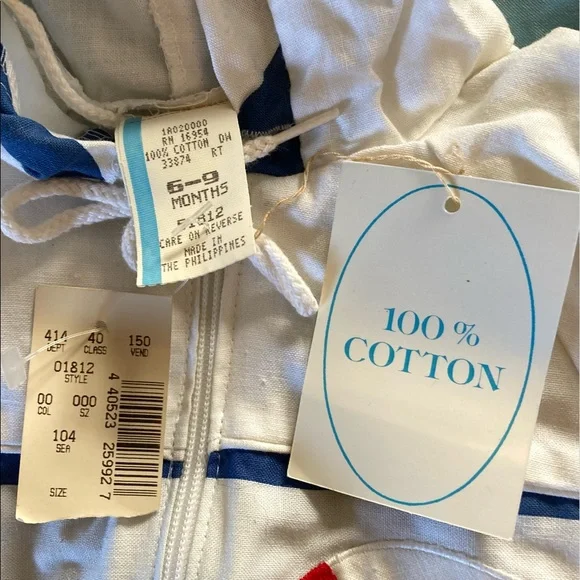 1A020000
RN 16954
100% COTTON DW
33874 RT
6-9
MONTHS
51812
CARE ON REVERSE
MADE IN
THE PHILIPPINES
414 40 150
DEPT CLASS VEND
01812
STYLE
00 000
COL SZ
104
SEA
SIZE
4 40523 25992 7
100 %
COTTON